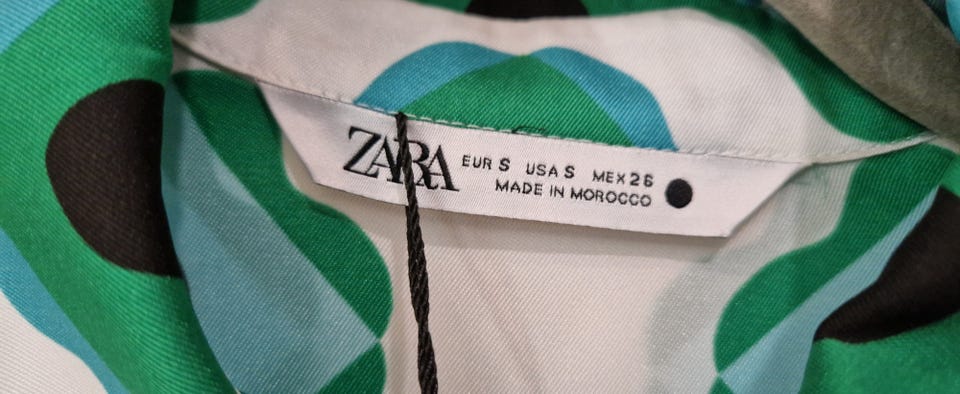 ZARA EUR S USA S MEX 26
MADE IN MOROCCO